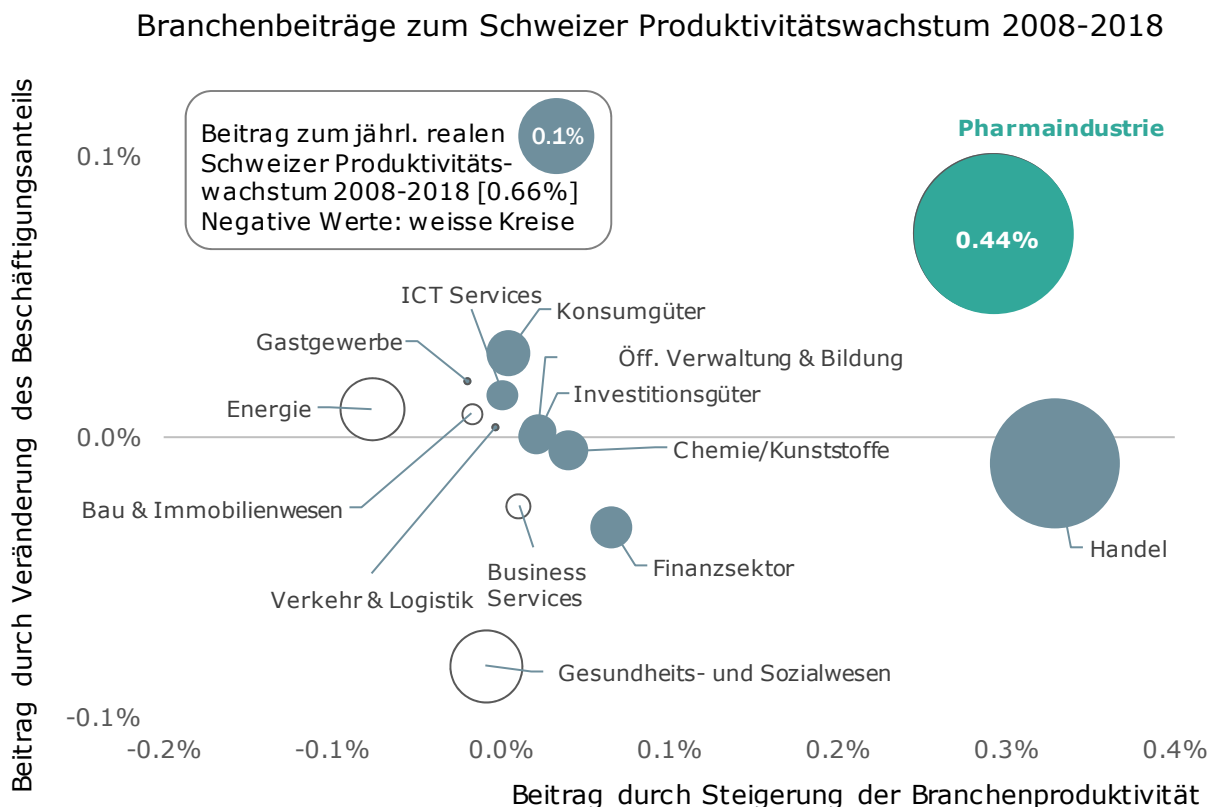 Branchenbeiträge zum Schweizer Produktivitätswachstum 2008-2018
Beitrag durch Veränderung des Beschäftigungsanteils
Beitrag zum jährl. realen
Schweizer Produktivitäts-
wachstum 2008-2018 [0.66%]
Negative Werte: weisse Kreise
0.1%
Pharmaindustrie
0.44%
0.1%
0.0%
-0.1%
ICT Services
Konsumgüter
Gastgewerbe
Öff. Verwaltung & Bildung
Investitionsgüter
Energie
Chemie/Kunststoffe
Bau & Immobilienwesen
Handel
Finanzsektor
Business
Services
Verkehr & Logistik
Gesundheits- und Sozialwesen
-0.2%
-0.1%
0.0%
0.1%
0.2%
0.3%
0.4%
Beitrag durch Steigerung der Branchenproduktivität